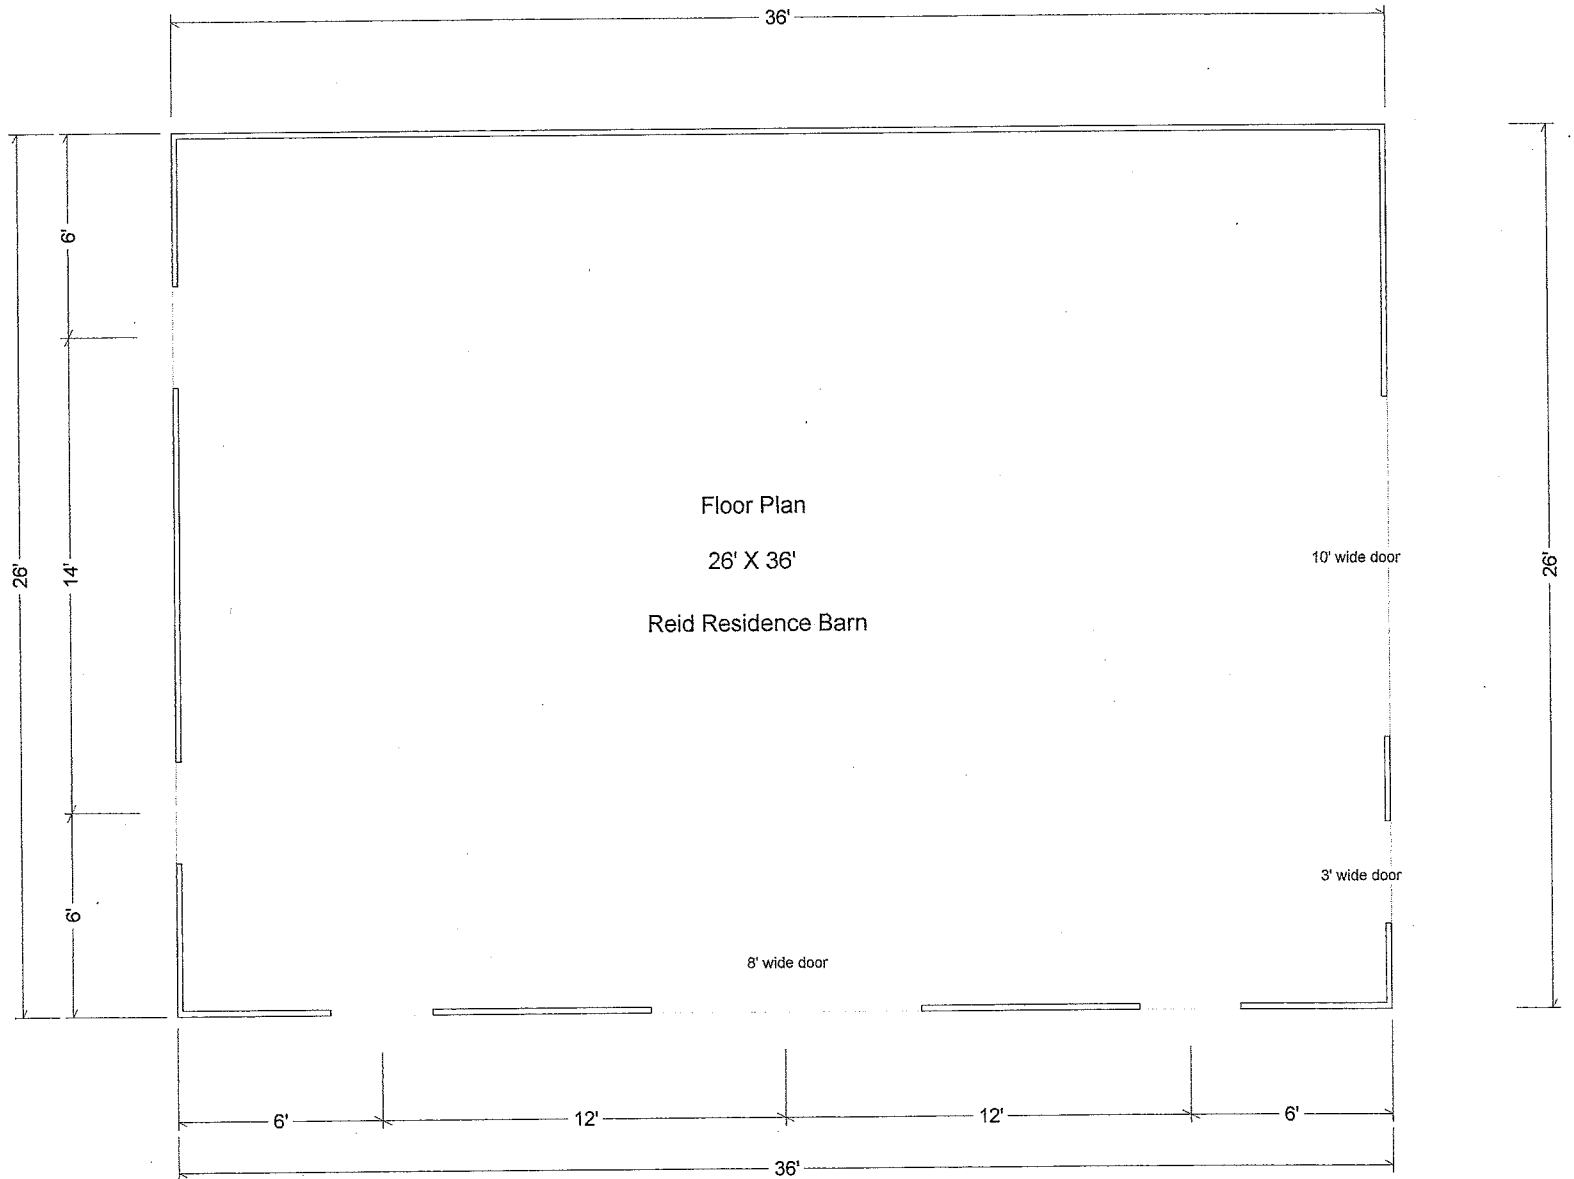 36'
6'
26'
14'
6'
Floor Plan
26' X 36'
Reid Residence Barn
10' wide door
26'
3' wide door
8' wide door
6'
12'
12'
6'
36'